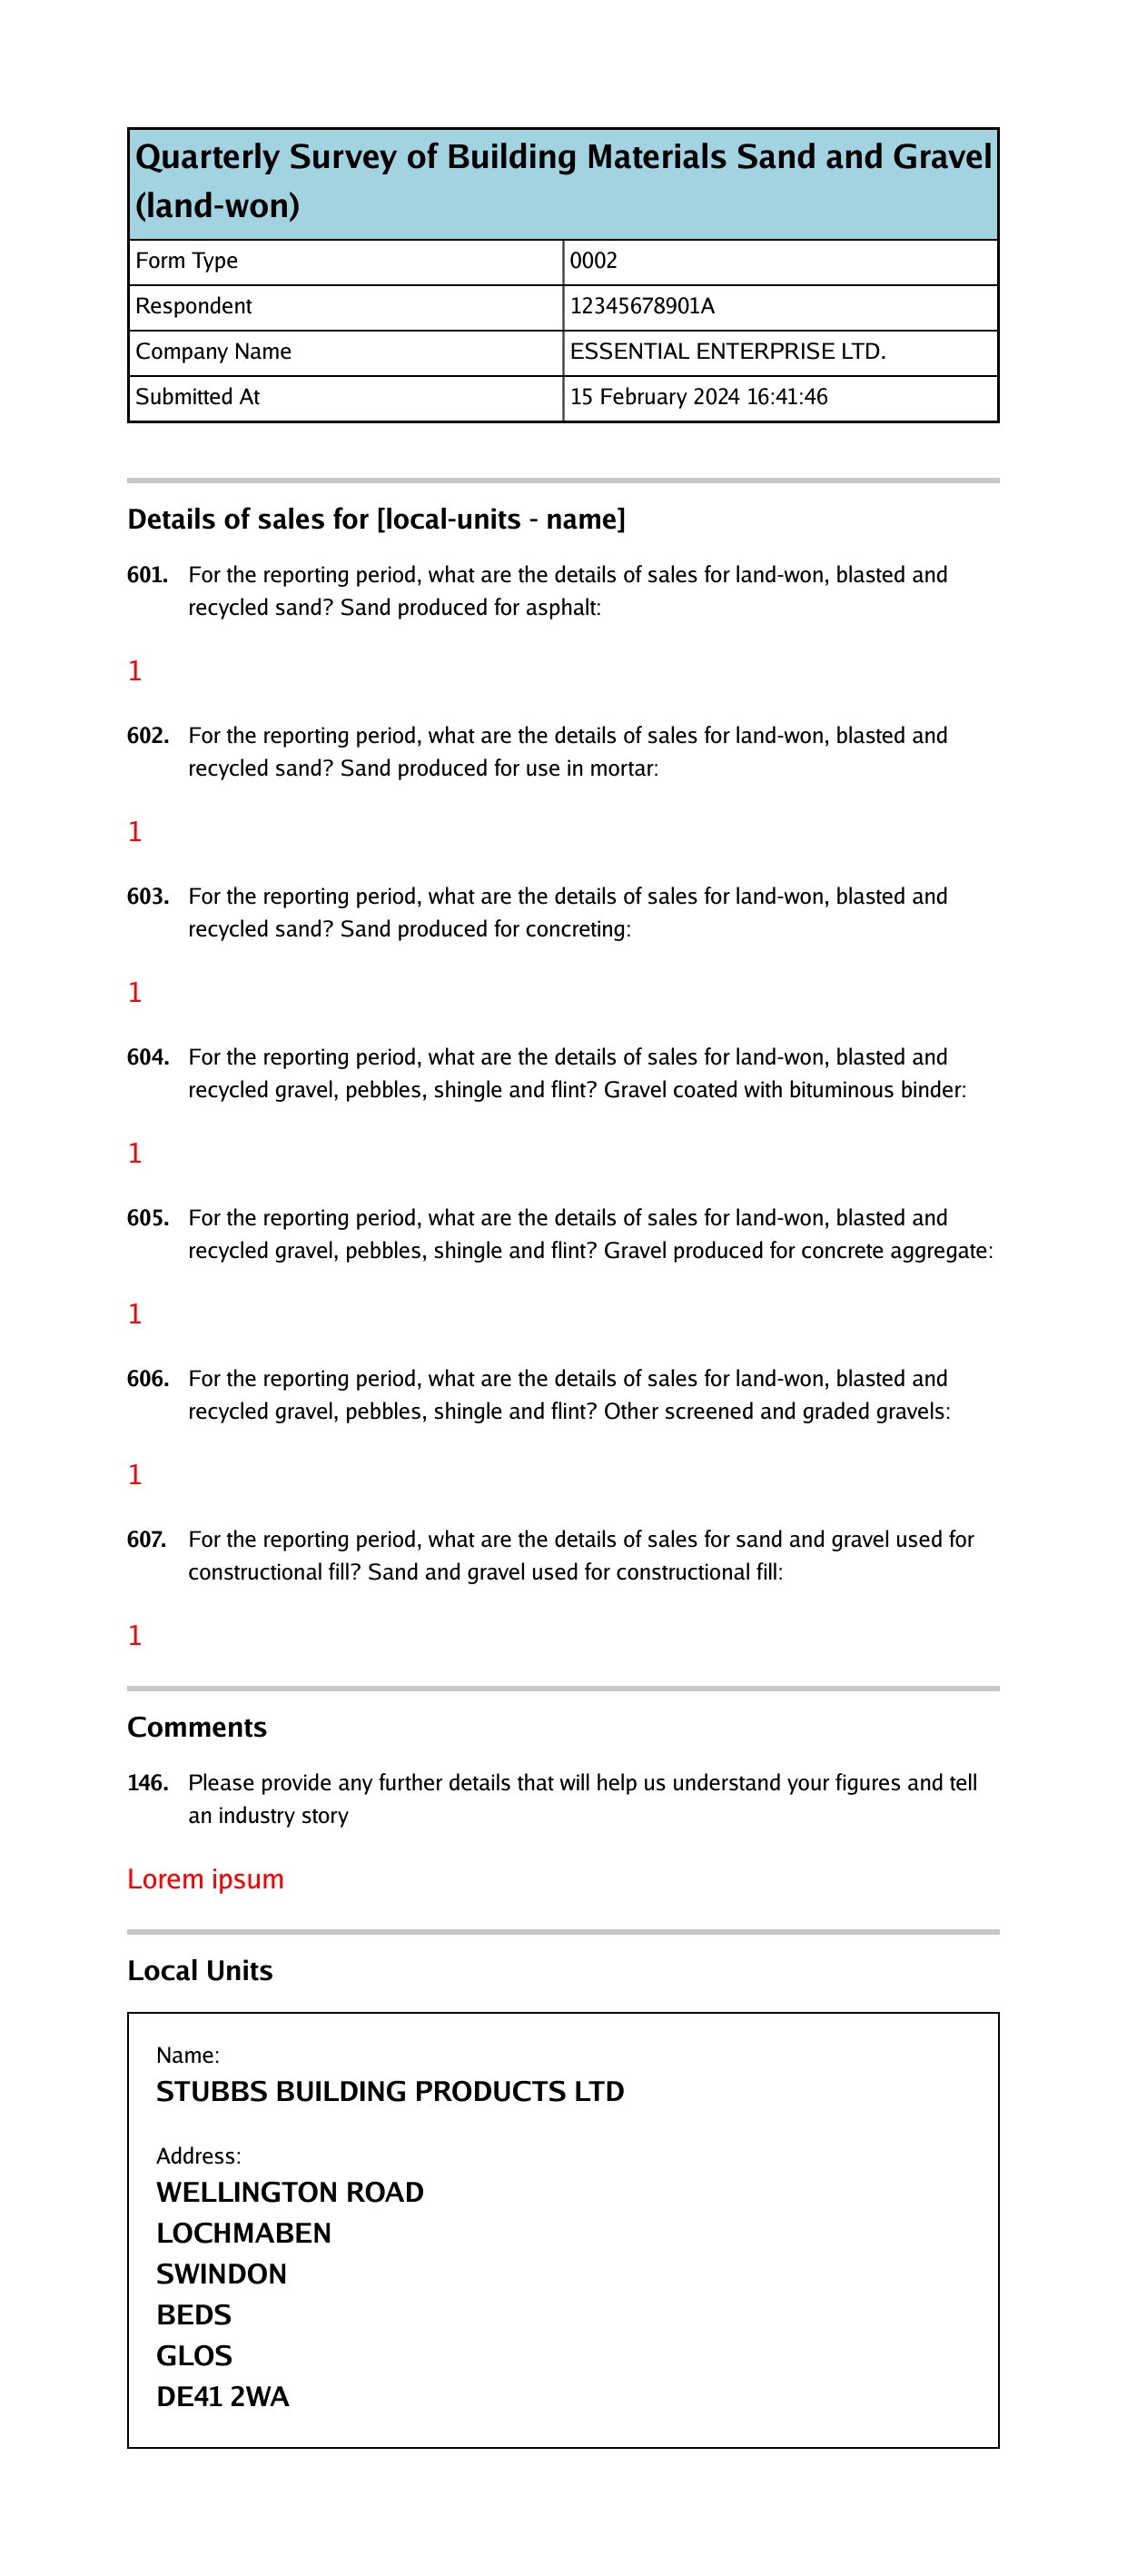 Quarterly Survey of Building Materials Sand and Gravel
(land-won)
Form Type 0002
Respondent 12345678901A
Company Name ESSENTIAL ENTERPRISE LTD.
Submitted At 15 February 2024 16:41:46
Details of sales for [local-units - name]
601. For the reporting period, what are the details of sales for land-won, blasted and
recycled sand? Sand produced for asphalt:
1
602. For the reporting period, what are the details of sales for land-won, blasted and
recycled sand? Sand produced for use in mortar:
1
603. For the reporting period, what are the details of sales for land-won, blasted and
recycled sand? Sand produced for concreting:
1
604. For the reporting period, what are the details of sales for land-won, blasted and
recycled gravel, pebbles, shingle and flint? Gravel coated with bituminous binder:
1
605. For the reporting period, what are the details of sales for land-won, blasted and
recycled gravel, pebbles, shingle and flint? Gravel produced for concrete aggregate:
1
606. For the reporting period, what are the details of sales for land-won, blasted and
recycled gravel, pebbles, shingle and flint? Other screened and graded gravels:
1
607. For the reporting period, what are the details of sales for sand and gravel used for
constructional fill? Sand and gravel used for constructional fill:
1
Comments
146. Please provide any further details that will help us understand your figures and tell
an industry story
Lorem ipsum
Local Units
Name:
STUBBS BUILDING PRODUCTS LTD
Address:
WELLINGTON ROAD
LOCHMABEN
SWINDON
BEDS
GLOS
DE41 2WA